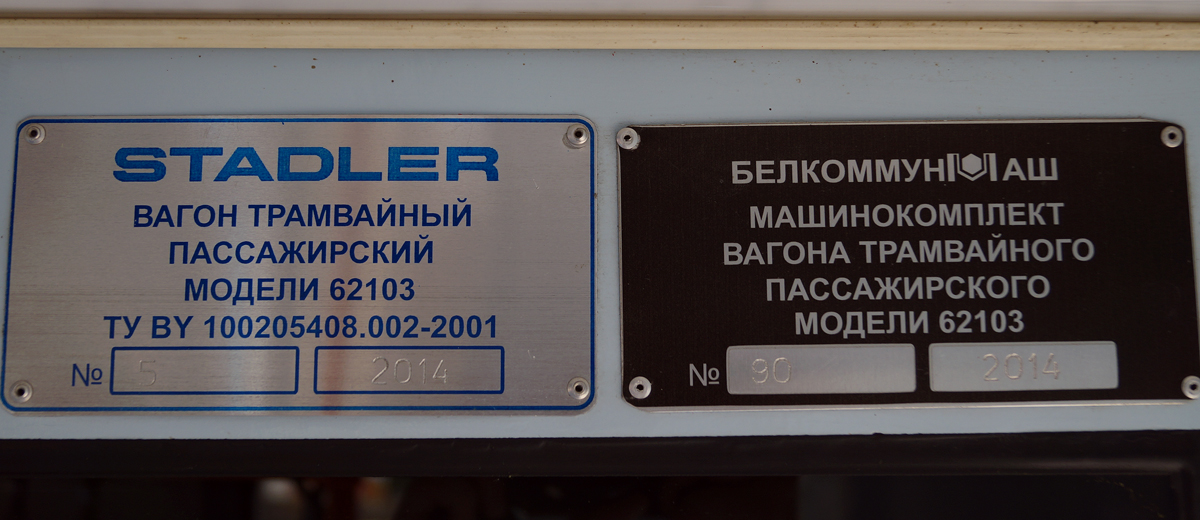 STADLER
ВАГОН ТРАМВАЙНЫЙ
ПАССАЖИРСКИЙ
МОДЕЛИ 62103
ТУ BY 100205408.002-2001
№ 5 2014
БЕЛКОММУНМАШ
МАШИНОКОМПЛЕКТ
ВАГОНА ТРАМВАЙНОГО
ПАССАЖИРСКОГО
МОДЕЛИ 62103
№ 90 2014